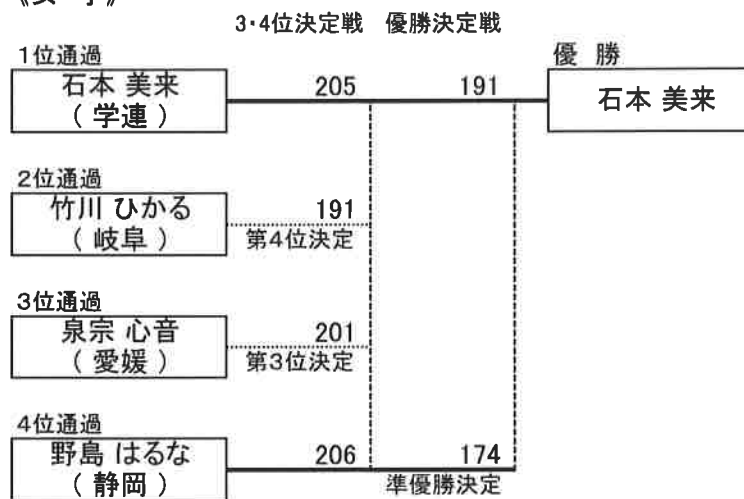 3・4位決定戦 優勝決定戦
1位通過
石本 美来
( 学連 )
205
191
優 勝
石本 美来
2位通過
竹川 ひかる
( 岐阜 )
191
第4位決定
3位通過
泉宗 心音
( 愛媛 )
201
第3位決定
4位通過
野島 はるな
( 静岡 )
206
174
準優勝決定